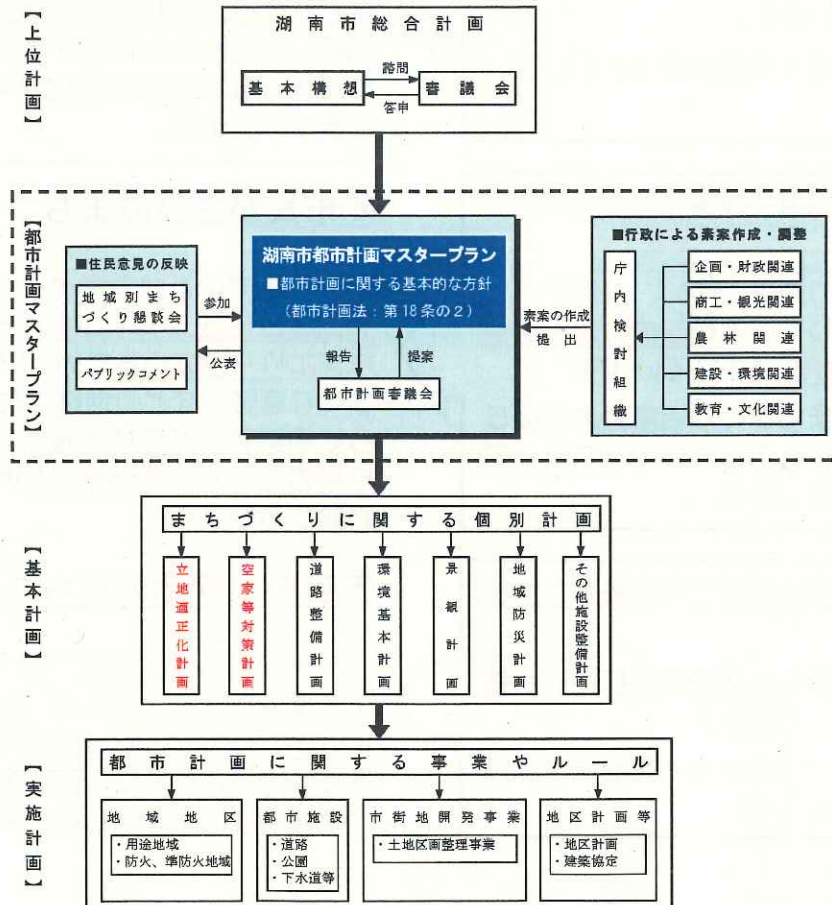 【上位計画】
湖南市総合計画
基本構想
諮問
答申
審議会
【都市計画マスタープラン】
■住民意見の反映
地域別まち
づくり懇談会
パブリックコメント
参加
公表
湖南市都市計画マスタープラン
■都市計画に関する基本的な方針
（都市計画法：第18条の2）
報告
提案
都市計画審議会
素案の作成
提出
■行政による素案作成・調整
庁内検討組織
企画・財政関連
商工・観光関連
農林関連
建設・環境関連
教育・文化関連
【基本計画】
まちづくりに関する個別計画
立地適正化計画
空家等対策計画
道路整備計画
環境基本計画
景観計画
地域防災計画
その他施設整備計画
【実施計画】
都市計画に関する事業やルール
地域地区
・用途地域
・防火、準防火地域
都市施設
・道路
・公園
・下水道等
市街地開発事業
・土地区画整理事業
地区計画等
・地区計画
・建築協定